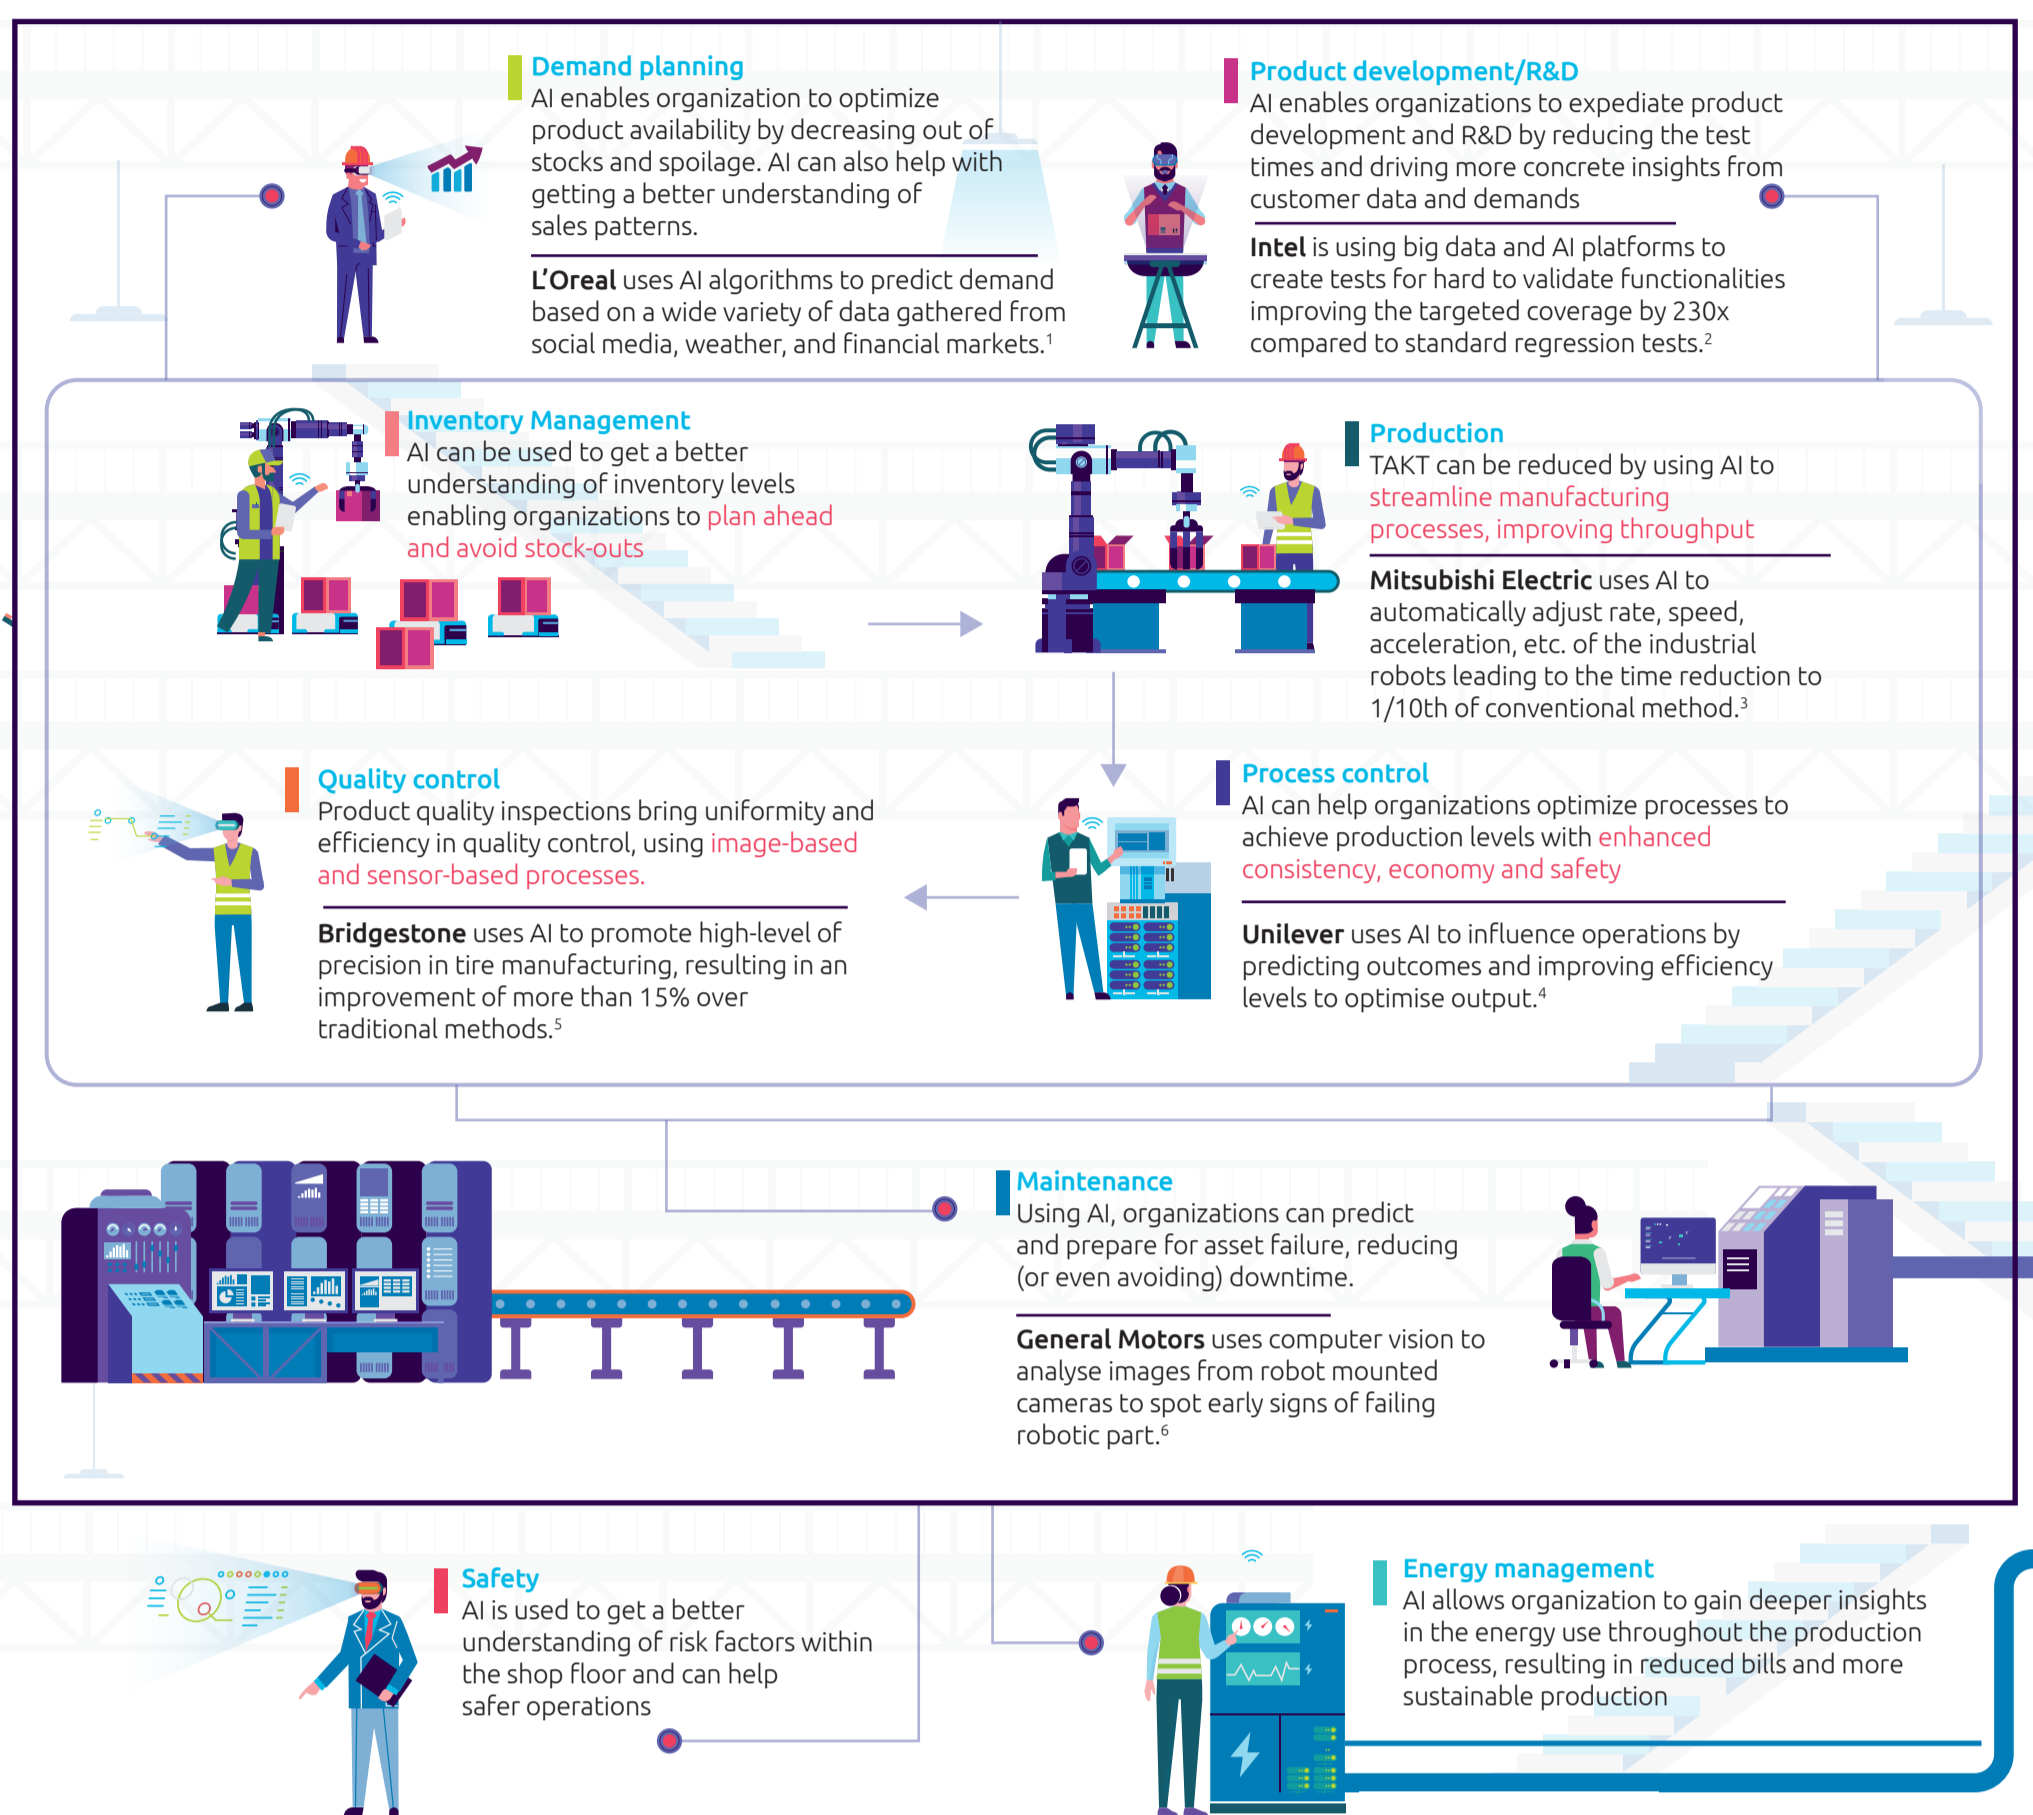 Demand planning
AI enables organization to optimize
product availability by decreasing out of
stocks and spoilage. AI can also help with
getting a better understanding of
sales patterns.
L'Oreal uses AI algorithms to predict demand
based on a wide variety of data gathered from
social media, weather, and financial markets.¹
Product development/R&D
AI enables organizations to expediate product
development and R&D by reducing the test
times and driving more concrete insights from
customer data and demands
Intel is using big data and AI platforms to
create tests for hard to validate functionalities
improving the targeted coverage by 230x
compared to standard regression tests.²
Inventory Management
AI can be used to get a better
understanding of inventory levels
enabling organizations to plan ahead
and avoid stock-outs
Production
TAKT can be reduced by using AI to
streamline manufacturing
processes, improving throughput
Mitsubishi Electric uses AI to
automatically adjust rate, speed,
acceleration, etc. of the industrial
robots leading to the time reduction to
1/10th of conventional method.³
Quality control
Product quality inspections bring uniformity and
efficiency in quality control, using image-based
and sensor-based processes.
Bridgestone uses AI to promote high-level of
precision in tire manufacturing, resulting in an
improvement of more than 15% over
traditional methods.⁵
Process control
AI can help organizations optimize processes to
achieve production levels with enhanced
consistency, economy and safety
Unilever uses AI to influence operations by
predicting outcomes and improving efficiency
levels to optimise output.⁴
Maintenance
Using AI, organizations can predict
and prepare for asset failure, reducing
(or even avoiding) downtime.
General Motors uses computer vision to
analyse images from robot mounted
cameras to spot early signs of failing
robotic part.⁶
Safety
AI is used to get a better
understanding of risk factors within
the shop floor and can help
safer operations
Energy management
AI allows organization to gain deeper insights
in the energy use throughout the production
process, resulting in reduced bills and more
sustainable production